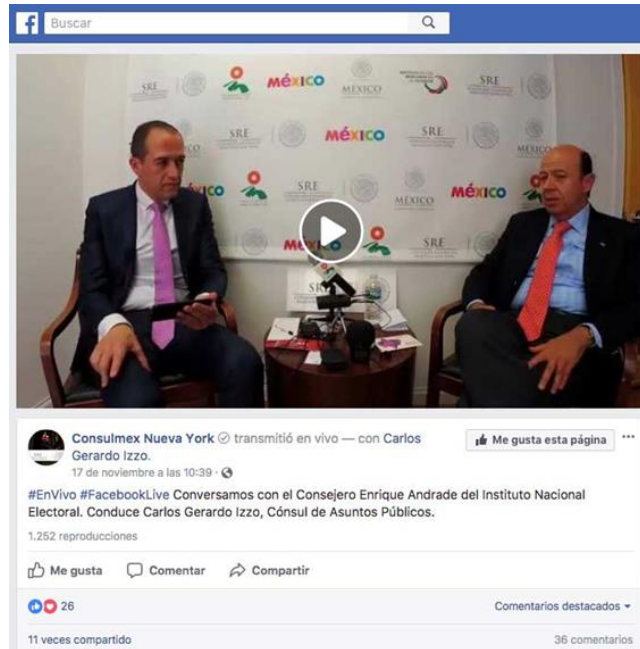 Buscar
SRE
MÉXICO
MÉXICO
SRE
SRE
MÉXICO
SRE
MÉXICO
SRE
MÉXICO
MÉXICO
SRE
Consulmex Nueva York transmitió en vivo — con Carlos
Gerardo Izzo.
17 de noviembre a las 10:39 ·
Me gusta esta página
#EnVivo #FacebookLive Conversamos con el Consejero Enrique Andrade del Instituto Nacional
Electoral. Conduce Carlos Gerardo Izzo, Cónsul de Asuntos Públicos.
1.252 reproducciones
Me gusta
Comentar
Compartir
26
Comentarios destacados
11 veces compartido
36 comentarios